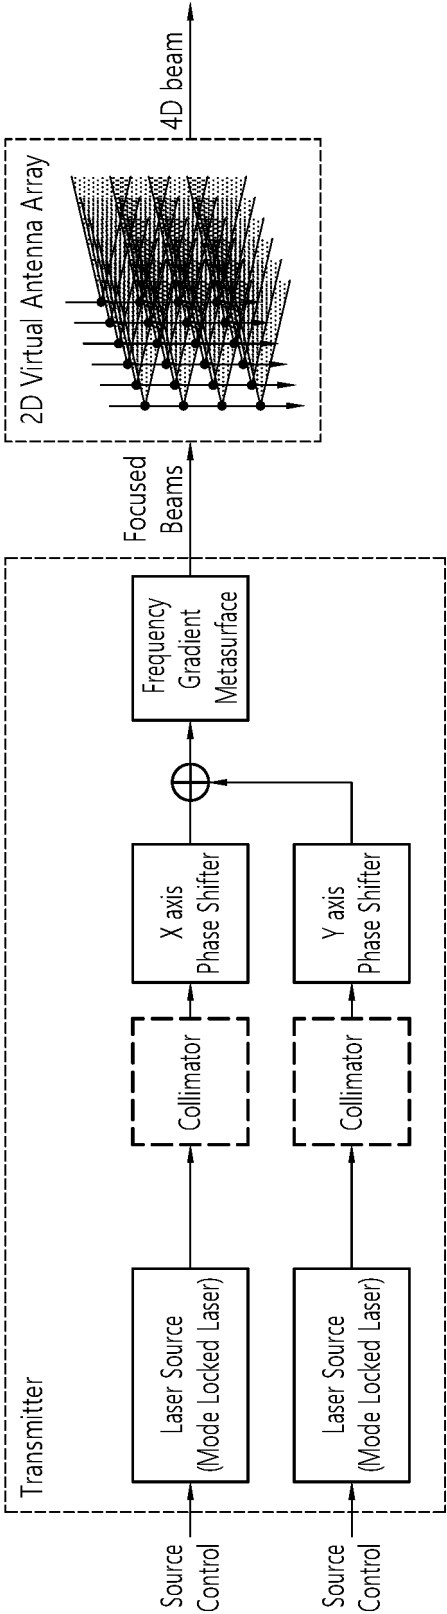 Transmitter
Source
Control
Laser Source
(Mode Locked Laser)
Collimator
X axis
Phase Shifter
Frequency
Gradient
Metasurface
Focused
Beams
2D Virtual Antenna Array
4D beam
Source
Control
Laser Source
(Mode Locked Laser)
Collimator
Y axis
Phase Shifter